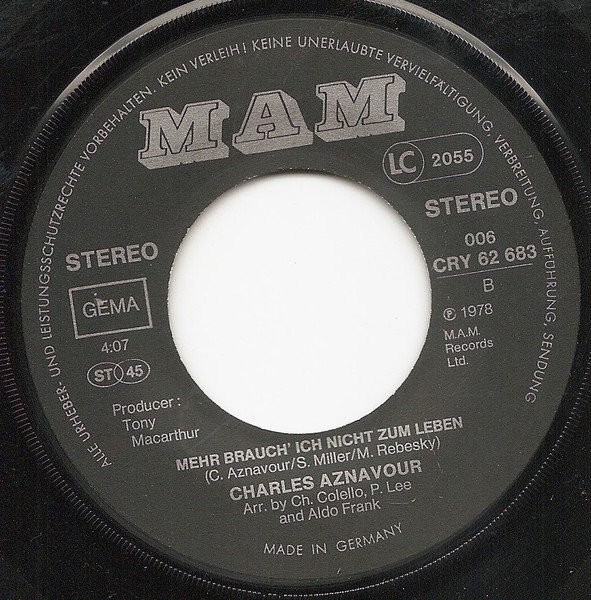 ALLE URHEBER- UND LEISTUNGSSCHUTZRECHTE VORBEHALTEN. KEIN VERLEIH! KEINE UNERLAUBTE VERVIELFÄLTIGUNG, VERBREITUNG, AUFFÜHRUNG, SENDUNG
MAM
LC 2055
STEREO
STEREO
GEMA
4:07
ST 45
006
CRY 62 683
B
℗ 1978
M.A.M.
Records
Ltd.
Producer :
Tony
Macarthur
MEHR BRAUCH' ICH NICHT ZUM LEBEN
(C. Aznavour/S. Miller/M. Rebesky)
CHARLES AZNAVOUR
Arr. by Ch. Colello, P. Lee
and Aldo Frank
MADE IN GERMANY